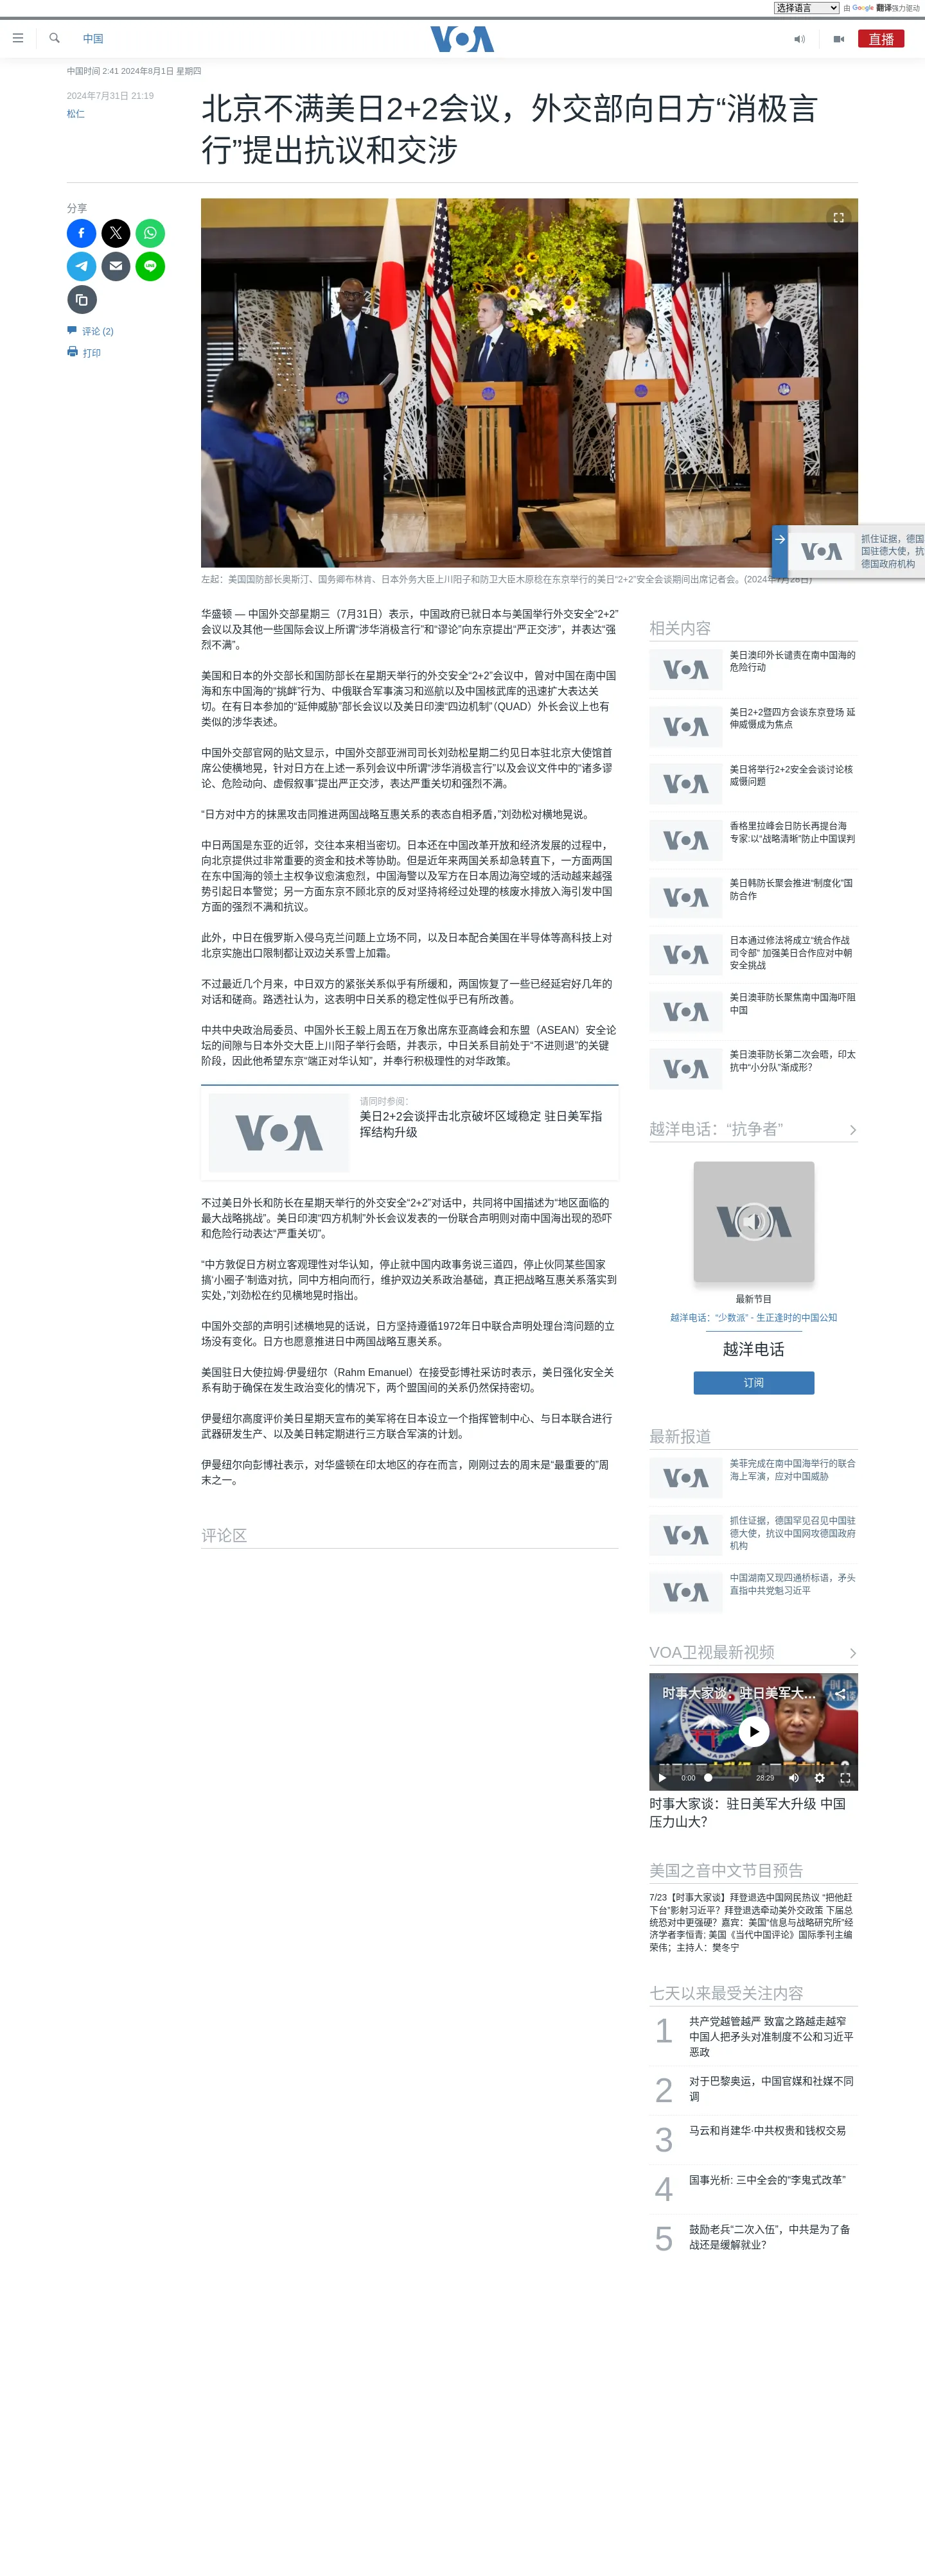 选择语言
由 Google 翻译强力驱动
中国
VOA
直播
中国时间 2:41 2024年8月1日 星期四
2024年7月31日 21:19
松仁
北京不满美日2+2会议，外交部向日方“消极言
行”提出抗议和交涉
分享
评论 (2)
打印
抓住证据，德国
国驻德大使，抗
德国政府机构
左起：美国国防部长奥斯汀、国务卿布林肯、日本外务大臣上川阳子和防卫大臣木原稔在东京举行的美日“2+2”安全会谈期间出席记者会。(2024年7月28日)
华盛顿 — 中国外交部星期三（7月31日）表示，中国政府已就日本与美国举行外交安全“2+2”
会议以及其他一些国际会议上所谓“涉华消极言行”和“谬论”向东京提出“严正交涉”，并表达“强
烈不满”。
美国和日本的外交部长和国防部长在星期天举行的外交安全“2+2”会议中，曾对中国在南中国
海和东中国海的“挑衅”行为、中俄联合军事演习和巡航以及中国核武库的迅速扩大表达关
切。在有日本参加的“延伸威胁”部长会议以及美日印澳“四边机制”（QUAD）外长会议上也有
类似的涉华表述。
中国外交部官网的贴文显示，中国外交部亚洲司司长刘劲松星期二约见日本驻北京大使馆首
席公使横地晃，针对日方在上述一系列会议中所谓“涉华消极言行”以及会议文件中的“诸多谬
论、危险动向、虚假叙事”提出严正交涉，表达严重关切和强烈不满。
“日方对中方的抹黑攻击同推进两国战略互惠关系的表态自相矛盾，”刘劲松对横地晃说。
中日两国是东亚的近邻，交往本来相当密切。日本还在中国改革开放和经济发展的过程中，
向北京提供过非常重要的资金和技术等协助。但是近年来两国关系却急转直下，一方面两国
在东中国海的领土主权争议愈演愈烈，中国海警以及军方在日本周边海空域的活动越来越强
势引起日本警觉；另一方面东京不顾北京的反对坚持将经过处理的核废水排放入海引发中国
方面的强烈不满和抗议。
此外，中日在俄罗斯入侵乌克兰问题上立场不同，以及日本配合美国在半导体等高科技上对
北京实施出口限制都让双边关系雪上加霜。
不过最近几个月来，中日双方的紧张关系似乎有所缓和，两国恢复了一些已经延宕好几年的
对话和磋商。路透社认为，这表明中日关系的稳定性似乎已有所改善。
中共中央政治局委员、中国外长王毅上周五在万象出席东亚高峰会和东盟（ASEAN）安全论
坛的间隙与日本外交大臣上川阳子举行会晤，并表示，中日关系目前处于“不进则退”的关键
阶段，因此他希望东京“端正对华认知”，并奉行积极理性的对华政策。
VOA
请同时参阅：
美日2+2会谈抨击北京破坏区域稳定 驻日美军指
挥结构升级
不过美日外长和防长在星期天举行的外交安全“2+2”对话中，共同将中国描述为“地区面临的
最大战略挑战”。美日印澳“四方机制”外长会议发表的一份联合声明则对南中国海出现的恐吓
和危险行动表达“严重关切”。
“中方敦促日方树立客观理性对华认知，停止就中国内政事务说三道四，停止伙同某些国家
搞‘小圈子’制造对抗，同中方相向而行，维护双边关系政治基础，真正把战略互惠关系落实到
实处，”刘劲松在约见横地晃时指出。
中国外交部的声明引述横地晃的话说，日方坚持遵循1972年日中联合声明处理台湾问题的立
场没有变化。日方也愿意推进日中两国战略互惠关系。
美国驻日大使拉姆·伊曼纽尔（Rahm Emanuel）在接受彭博社采访时表示，美日强化安全关
系有助于确保在发生政治变化的情况下，两个盟国间的关系仍然保持密切。
伊曼纽尔高度评价美日星期天宣布的美军将在日本设立一个指挥管制中心、与日本联合进行
武器研发生产、以及美日韩定期进行三方联合军演的计划。
伊曼纽尔向彭博社表示，对华盛顿在印太地区的存在而言，刚刚过去的周末是“最重要的”周
末之一。
评论区
相关内容
美日澳印外长谴责在南中国海的
危险行动
美日2+2暨四方会谈东京登场 延
伸威慑成为焦点
美日将举行2+2安全会谈讨论核
威慑问题
香格里拉峰会日防长再提台海
专家:以“战略清晰”防止中国误判
美日韩防长聚会推进“制度化”国
防合作
日本通过修法将成立“统合作战
司令部” 加强美日合作应对中朝
安全挑战
美日澳菲防长聚焦南中国海吓阻
中国
美日澳菲防长第二次会晤，印太
抗中“小分队”渐成形？
越洋电话：“抗争者”
最新节目
越洋电话：“少数派” - 生正逢时的中国公知
越洋电话
订阅
最新报道
美菲完成在南中国海举行的联合
海上军演，应对中国威胁
抓住证据，德国罕见召见中国驻
德大使，抗议中国网攻德国政府
机构
中国湖南又现四通桥标语，矛头
直指中共党魁习近平
VOA卫视最新视频
时事大家谈：驻日美军大...
0:00
28:29
时事大家谈：驻日美军大升级 中国
压力山大？
美国之音中文节目预告
7/23【时事大家谈】拜登退选中国网民热议 “把他赶
下台”影射习近平？拜登退选牵动美外交政策 下届总
统恐对中更强硬？嘉宾：美国“信息与战略研究所”经
济学者李恒青; 美国《当代中国评论》国际季刊主编
荣伟；主持人：樊冬宁
七天以来最受关注内容
1 共产党越管越严 致富之路越走越窄
中国人把矛头对准制度不公和习近平
恶政
2 对于巴黎奥运，中国官媒和社媒不同
调
3 马云和肖建华·中共权贵和钱权交易
4 国事光析: 三中全会的“李鬼式改革”
5 鼓励老兵“二次入伍”，中共是为了备
战还是缓解就业？